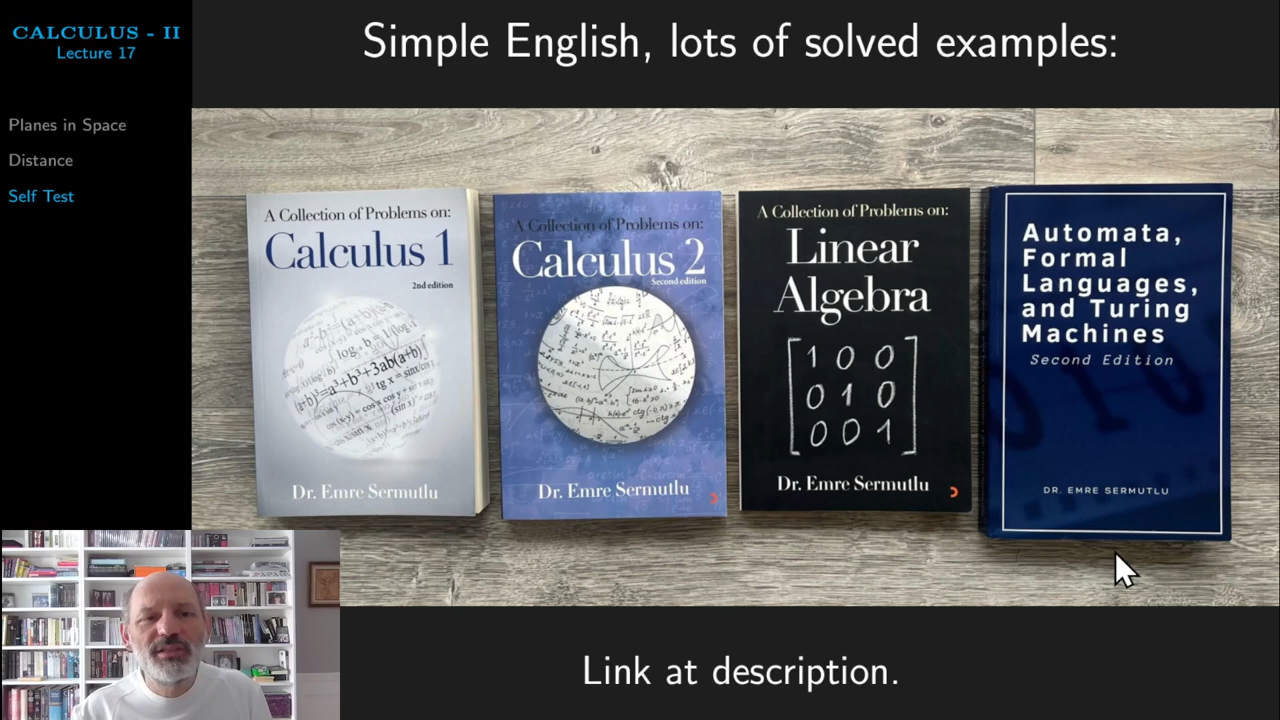 CALCULUS - II
Lecture 17
Planes in Space
Distance
Self Test
Simple English, lots of solved examples:
A Collection of Problems on:
Calculus 1
2nd edition
Dr. Emre Sermutlu
A Collection of Problems on:
Calculus 2
Second edition
Dr. Emre Sermutlu
A Collection of Problems on:
Linear
Algebra
1 0 0
0 1 0
0 0 1
Dr. Emre Sermutlu
Automata,
Formal
Languages,
and Turing
Machines
Second Edition
DR. EMRE SERMUTLU
Link at description.